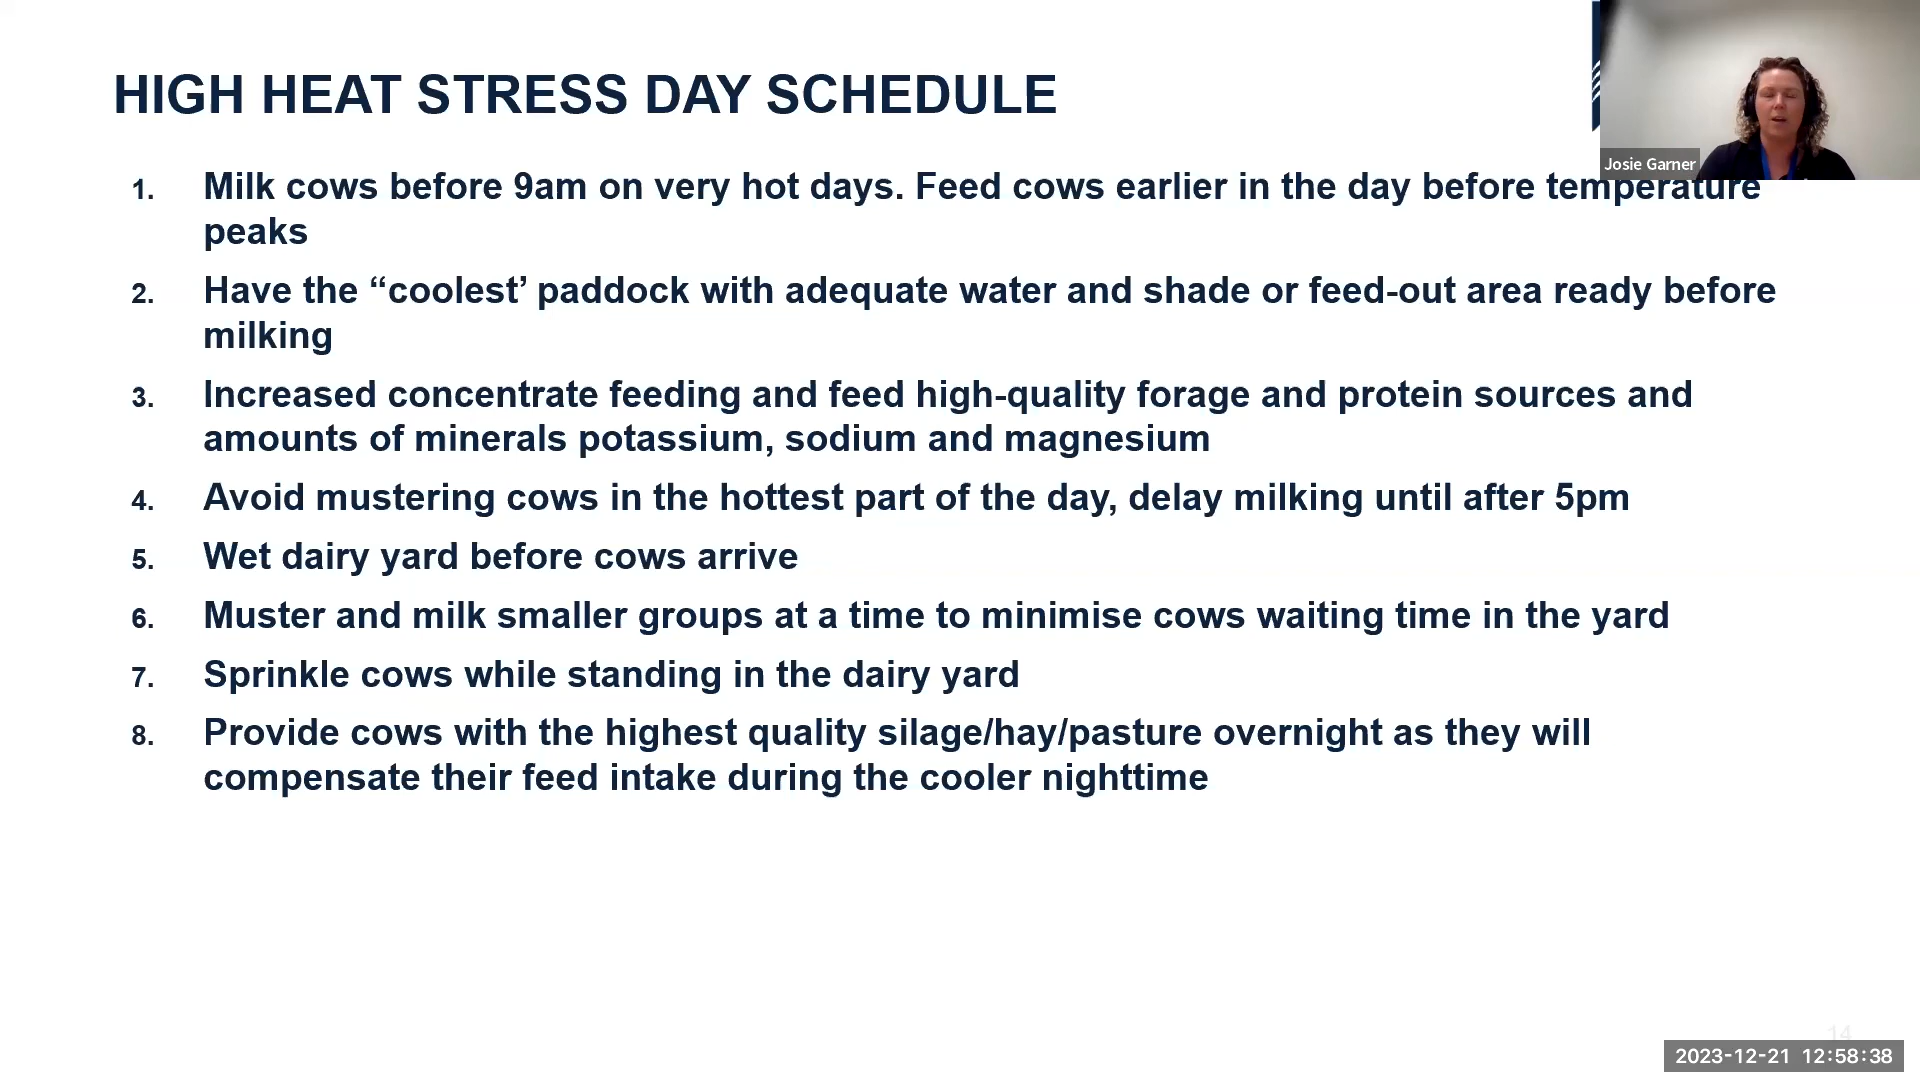 HIGH HEAT STRESS DAY SCHEDULE
Josie Garner
1. Milk cows before 9am on very hot days. Feed cows earlier in the day before temperature
peaks
2. Have the “coolest’ paddock with adequate water and shade or feed-out area ready before
milking
3. Increased concentrate feeding and feed high-quality forage and protein sources and
amounts of minerals potassium, sodium and magnesium
4. Avoid mustering cows in the hottest part of the day, delay milking until after 5pm
5. Wet dairy yard before cows arrive
6. Muster and milk smaller groups at a time to minimise cows waiting time in the yard
7. Sprinkle cows while standing in the dairy yard
8. Provide cows with the highest quality silage/hay/pasture overnight as they will
compensate their feed intake during the cooler nighttime
14
2023-12-21 12:58:38